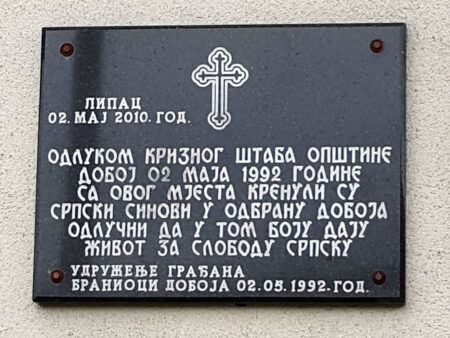 ЛИПАЦ
02. МАЈ 2010. ГОД.
ОДЛУКОМ КРИЗНОГ ШТАБА ОПШТИНЕ
ДОБОЈ 02 МАЈА 1992 ГОДИНЕ
СА ОВОГ МЈЕСТА КРЕНУЛИ СУ
СРПСКИ СИНОВИ У ОДБРАНУ ДОБОЈА
ОДЛУЧНИ ДА У ТОМ БОЈУ ДАЈУ
ЖИВОТ ЗА СЛОБОДУ СРПСКУ
УДРУЖЕЊЕ ГРАЂАНА
БРАНИОЦИ ДОБОЈА 02.05.1992. ГОД.